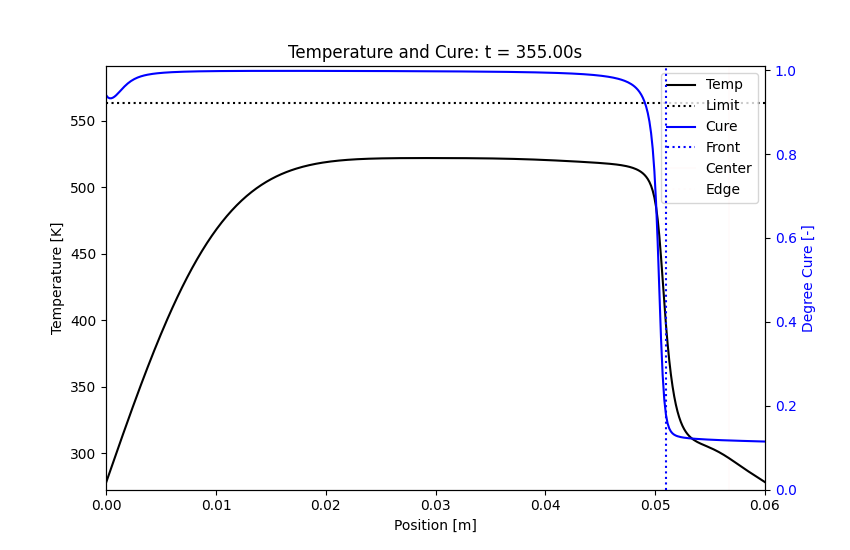 Temperature and Cure: t = 355.00s
Temp
Limit
Cure
Front
Center
Edge
550
500
450
400
350
300
1.0
0.8
0.6
0.4
0.2
0.0
Temperature [K]
Degree Cure [-]
0.00 0.01 0.02 0.03 0.04 0.05 0.06
Position [m]